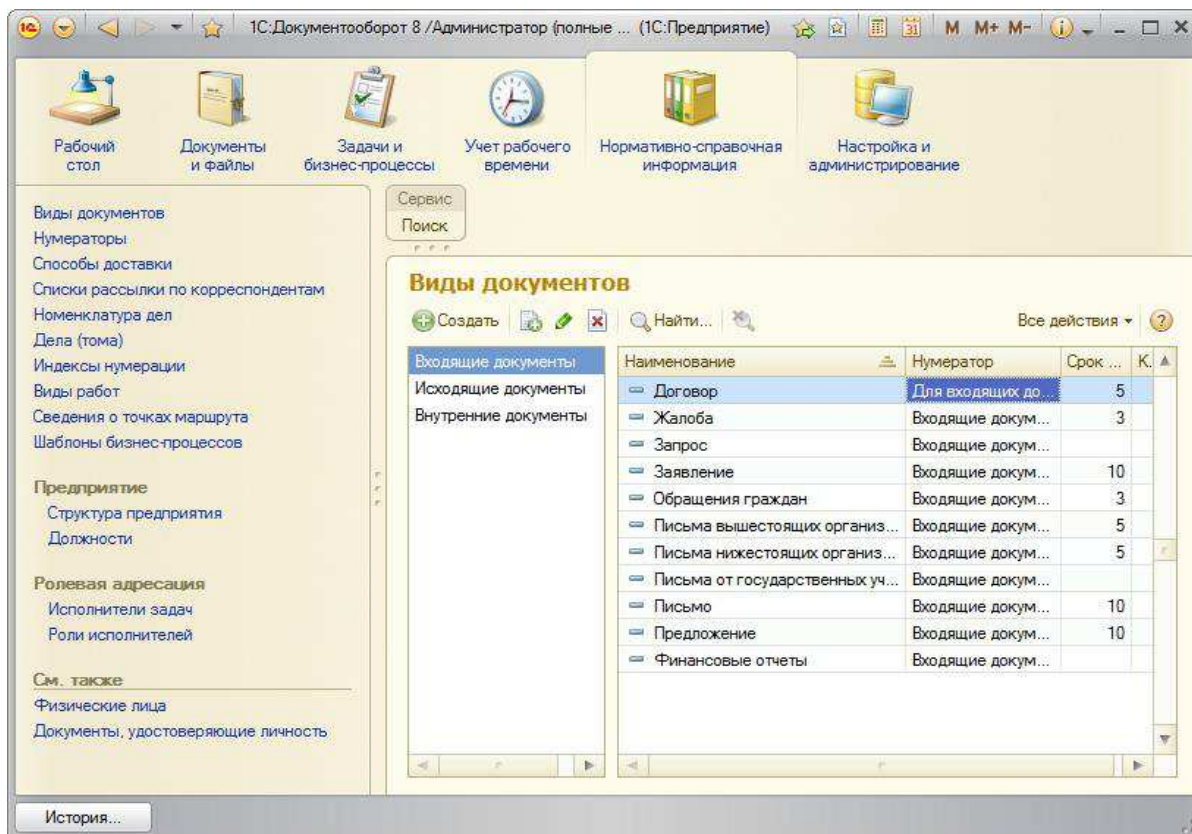 1С:Документооборот 8 /Администратор (полные ... (1С:Предприятие)
M M+ M-
Рабочий стол
Документы и файлы
Задачи и бизнес-процессы
Учет рабочего времени
Нормативно-справочная информация
Настройка и администрирование
Виды документов
Нумераторы
Способы доставки
Списки рассылки по корреспондентам
Номенклатура дел
Дела (тома)
Индексы нумерации
Виды работ
Сведения о точках маршрута
Шаблоны бизнес-процессов
Предприятие
Структура предприятия
Должности
Ролевая адресация
Исполнители задач
Роли исполнителей
См. также
Физические лица
Документы, удостоверяющие личность
Сервис
Поиск
Виды документов
Создать Найти... Все действия
Входящие документы
Исходящие документы
Внутренние документы
Наименование Нумератор Срок ... К.
Договор Для входящих до... 5
Жалоба Входящие докум... 3
Запрос Входящие докум...
Заявление Входящие докум... 10
Обращения граждан Входящие докум... 3
Письма вышестоящих организ... Входящие докум... 5
Письма нижестоящих организ... Входящие докум... 5
Письма от государственных уч... Входящие докум...
Письмо Входящие докум... 10
Предложение Входящие докум... 10
Финансовые отчеты Входящие докум...
История...